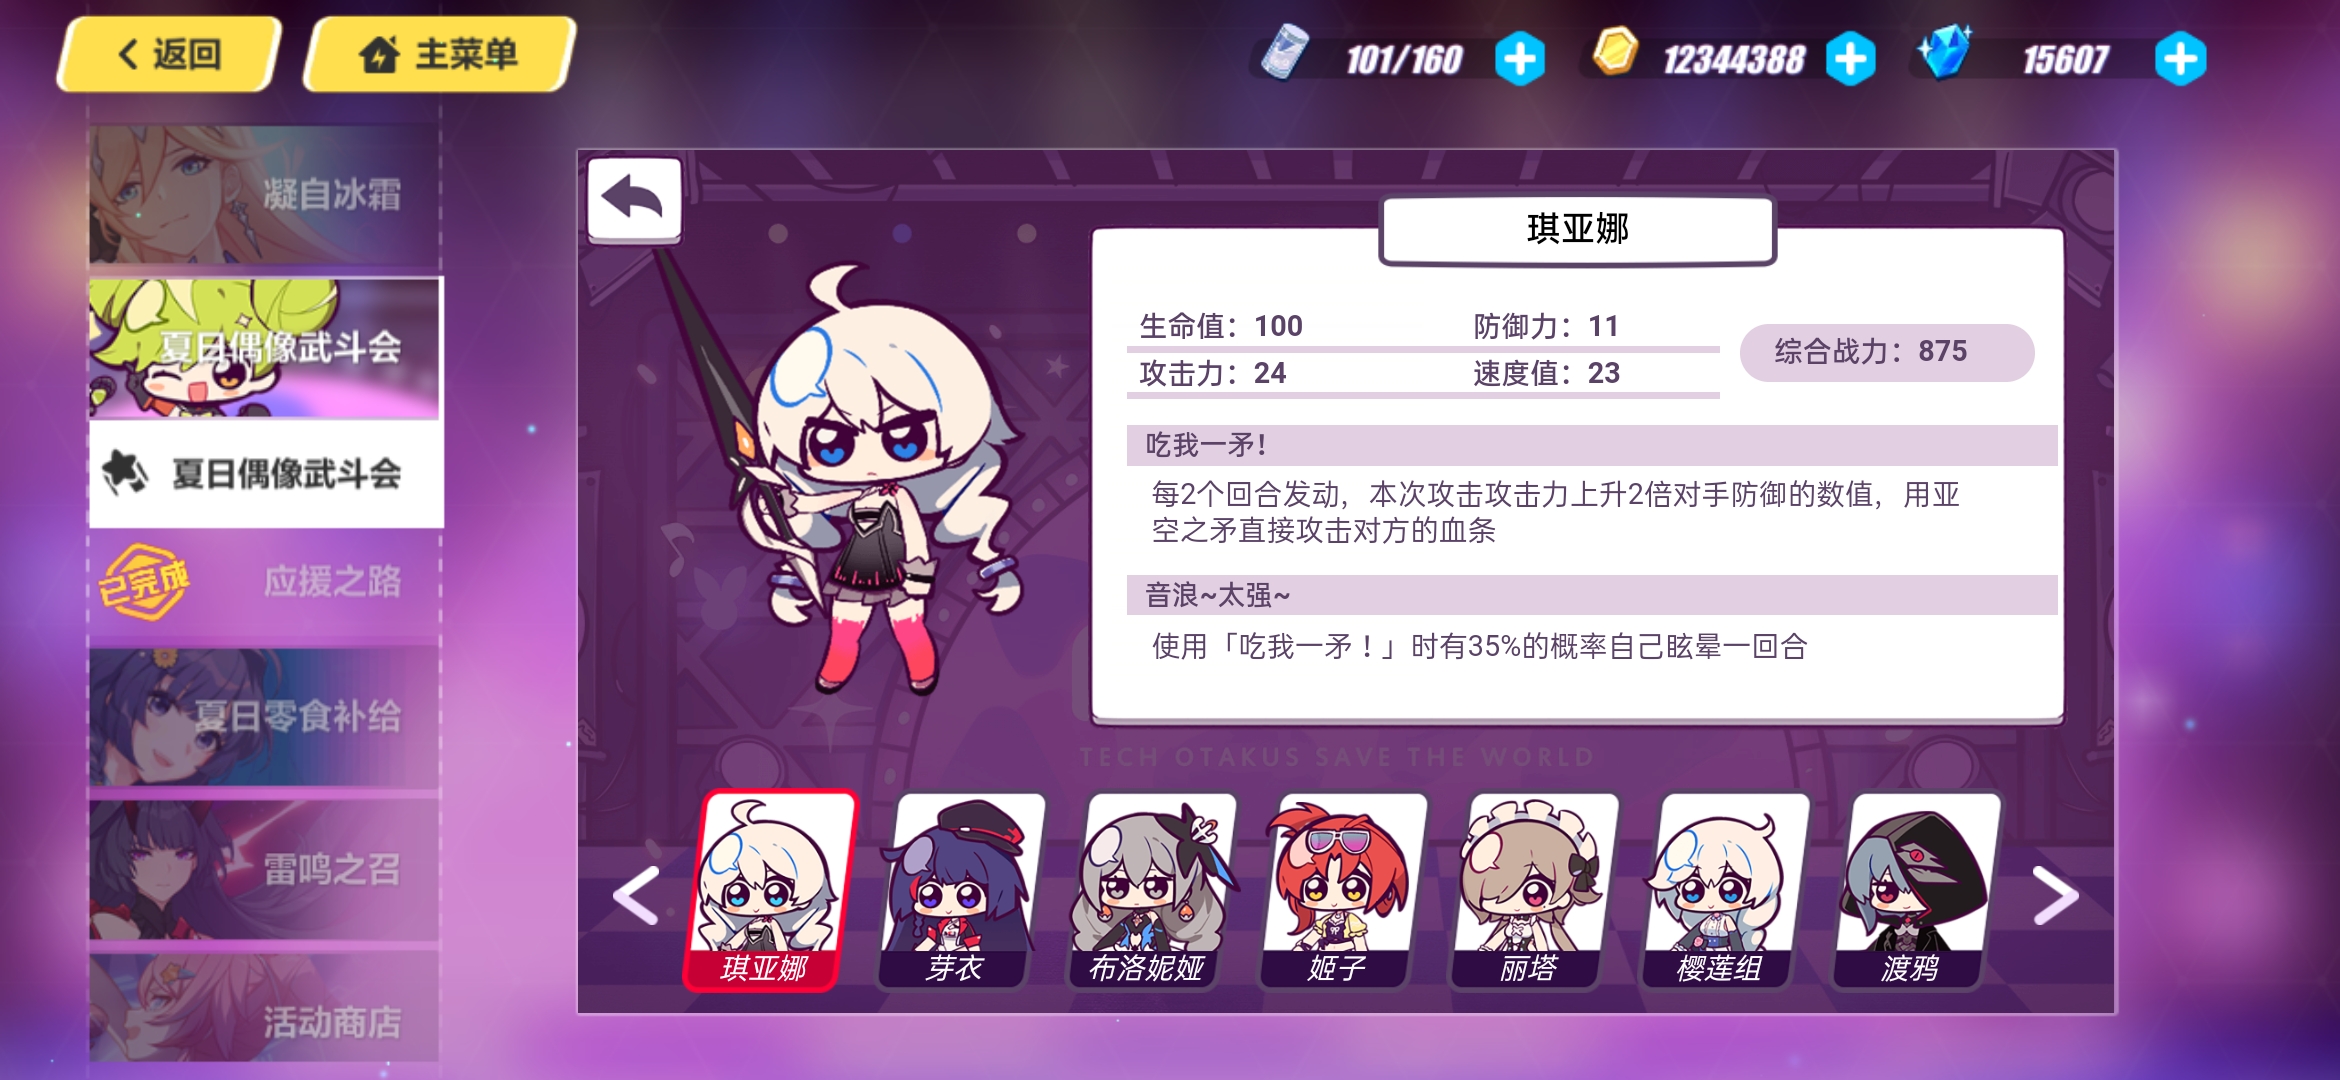 返回
主菜单
101/160
12344388
15607
凝自冰霜
夏日偶像武斗会
夏日偶像武斗会
已完成
应援之路
夏日零食补给
雷鸣之召
活动商店
琪亚娜
生命值：100
防御力：11
攻击力：24
速度值：23
综合战力：875
吃我一矛！
每2个回合发动，本次攻击攻击力上升2倍对手防御的数值，用亚
空之矛直接攻击对方的血条
音浪~太强~
使用「吃我一矛！」时有35%的概率自己眩晕一回合
TECH OTAKUS SAVE THE WORLD
琪亚娜
芽衣
布洛妮娅
姬子
丽塔
樱莲组
渡鸦